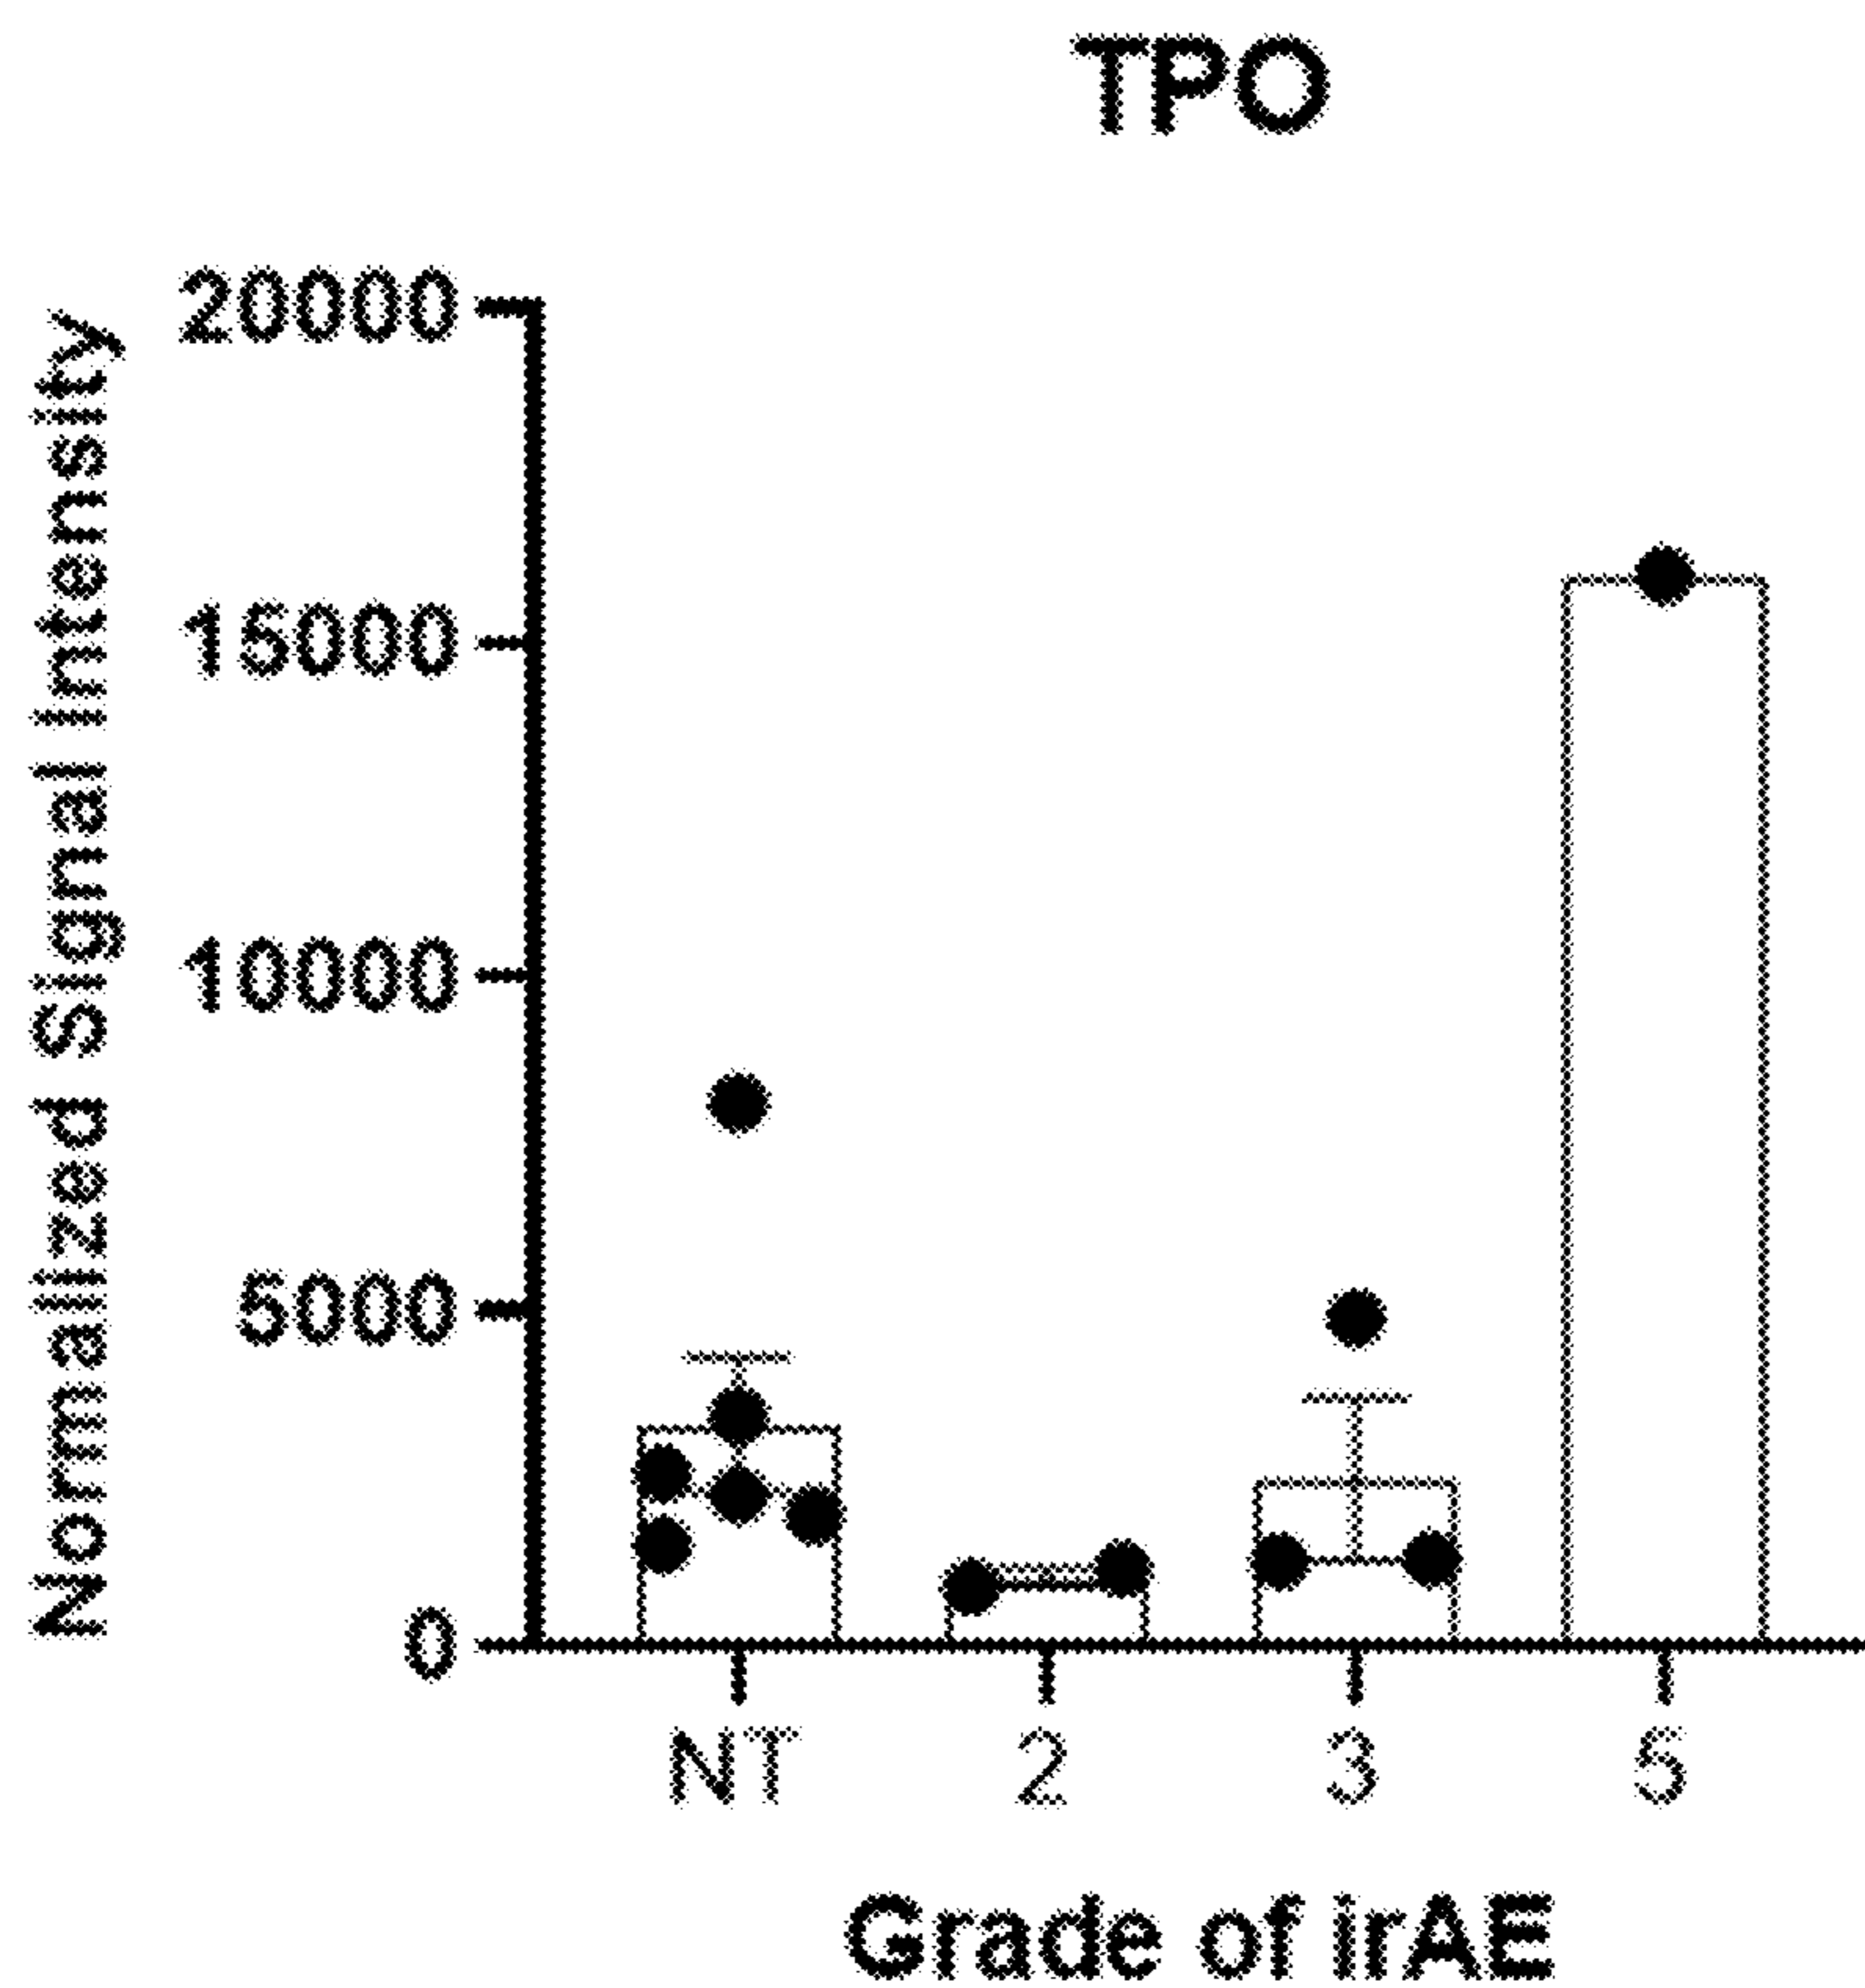 TPO
Normalized Signal Intensity
20000
15000
10000
5000
0
NT 2 3 5
Grade of IrAE